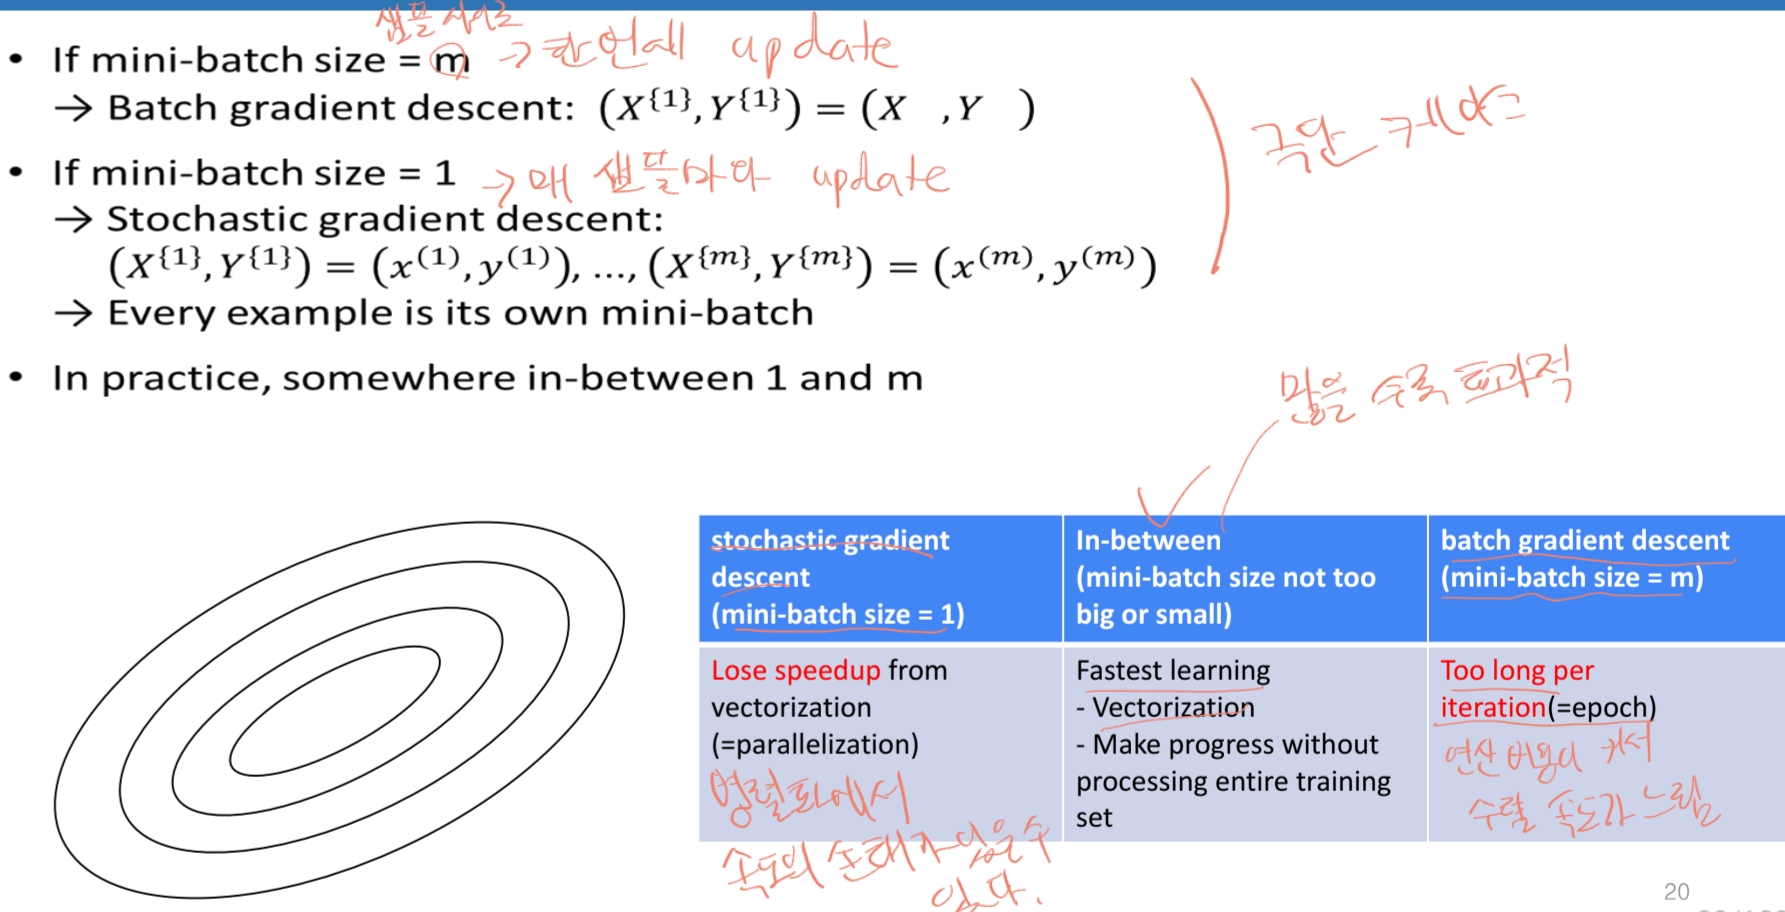 샘플 사이즈
• If mini-batch size = m → 한번에 update
→ Batch gradient descent: (X^{1}, Y^{1}) = (X , Y )
• If mini-batch size = 1 → 매 샘플마다 update
→ Stochastic gradient descent:
(X^{1}, Y^{1}) = (x^(1), y^(1)), ..., (X^{m}, Y^{m}) = (x^(m), y^(m))
→ Every example is its own mini-batch
극단 케이스
• In practice, somewhere in-between 1 and m
많을 수록 효과적
stochastic gradient
descent
(mini-batch size = 1)
In-between
(mini-batch size not too
big or small)
batch gradient descent
(mini-batch size = m)
Lose speedup from
vectorization
(=parallelization)
병렬화에서
속도의 손해가 있을 수
있다.
Fastest learning
- Vectorization
- Make progress without
processing entire training
set
Too long per
iteration(=epoch)
연산 비용이 커서
수렴 속도가 느림
20